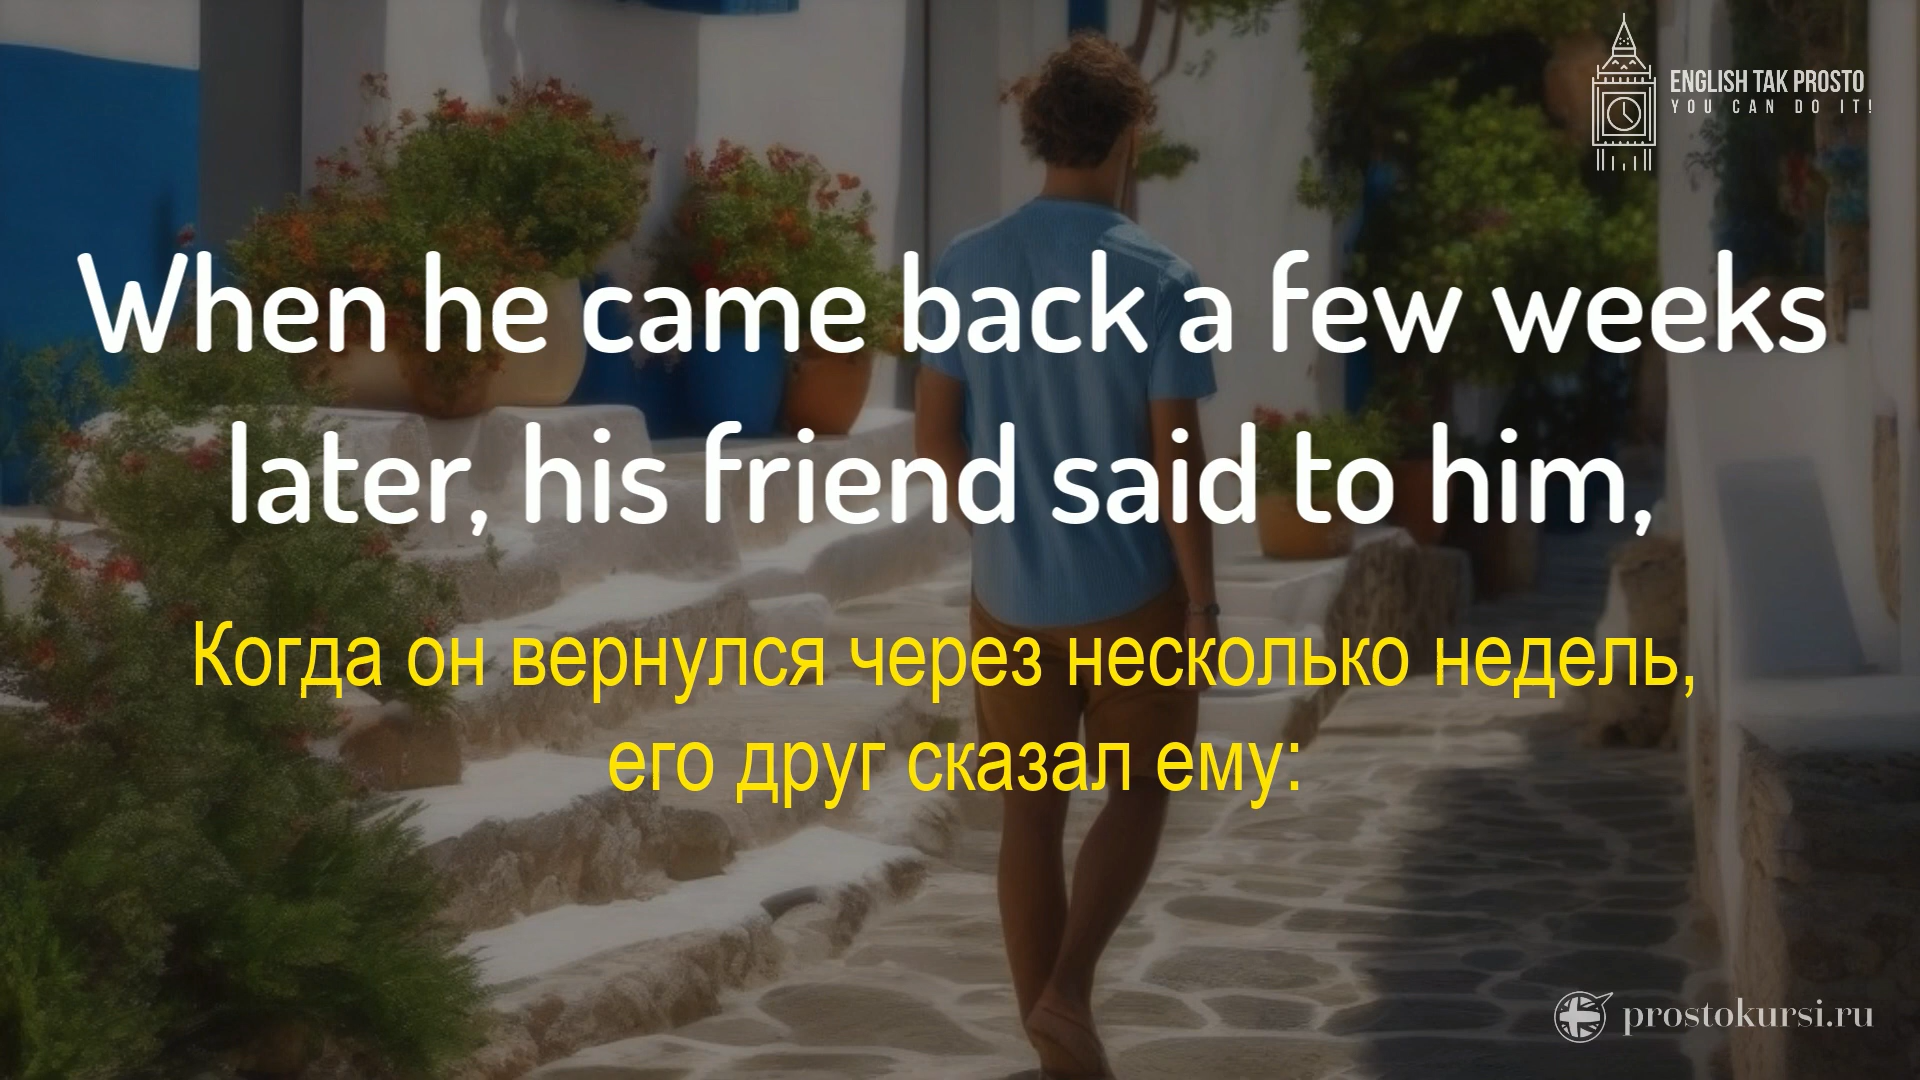 ENGLISH TAK PROSTO
YOU CAN DO IT!
When he came back a few weeks
later, his friend said to him,
Когда он вернулся через несколько недель,
его друг сказал ему:
prostokursi.ru